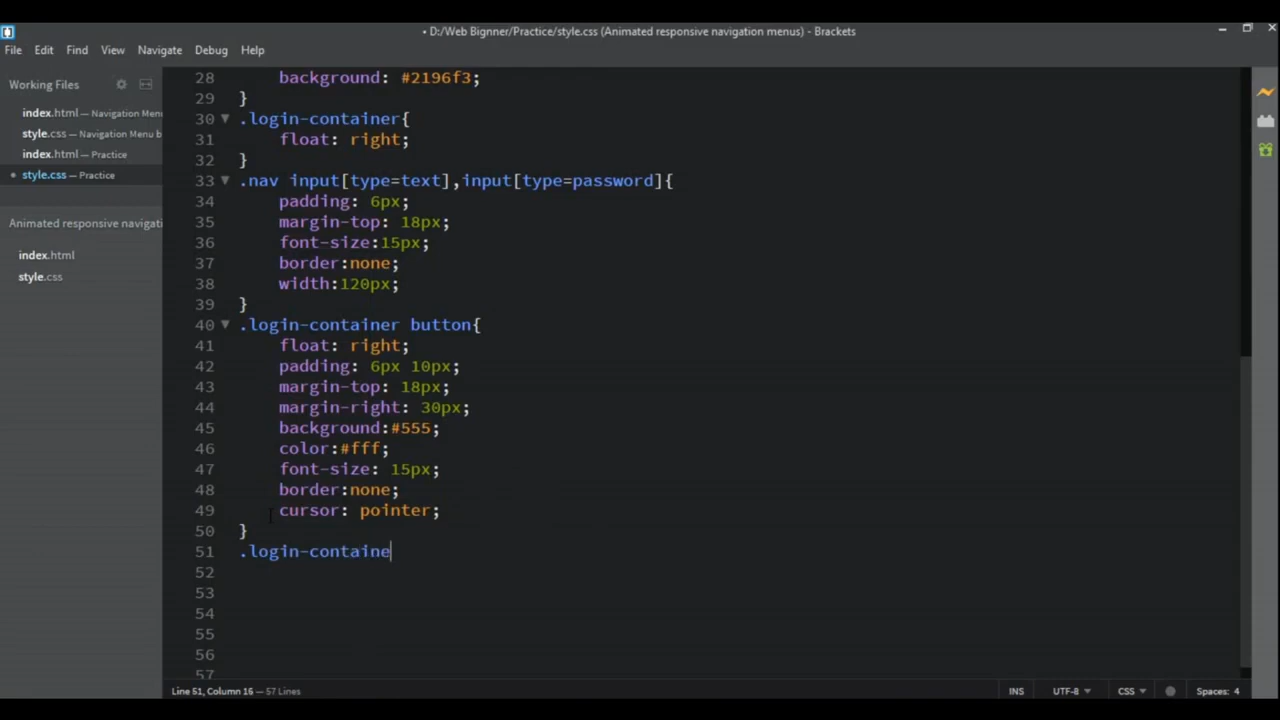 • D:/Web Bignner/Practice/style.css (Animated responsive navigation menus) - Brackets
File Edit Find View Navigate Debug Help
Working Files
index.html — Navigation Menu
style.css — Navigation Menu b
index.html — Practice
• style.css — Practice
Animated responsive navigati
index.html
style.css
28 background: #2196f3;
29 }
30 .login-container{
31 float: right;
32 }
33 .nav input[type=text],input[type=password]{
34 padding: 6px;
35 margin-top: 18px;
36 font-size:15px;
37 border:none;
38 width:120px;
39 }
40 .login-container button{
41 float: right;
42 padding: 6px 10px;
43 margin-top: 18px;
44 margin-right: 30px;
45 background:#555;
46 color:#fff;
47 font-size: 15px;
48 border:none;
49 cursor: pointer;
50 }
51 .login-containe
52
53
54
55
56
57
Line 51, Column 16 — 57 Lines
INS UTF-8 CSS Spaces: 4